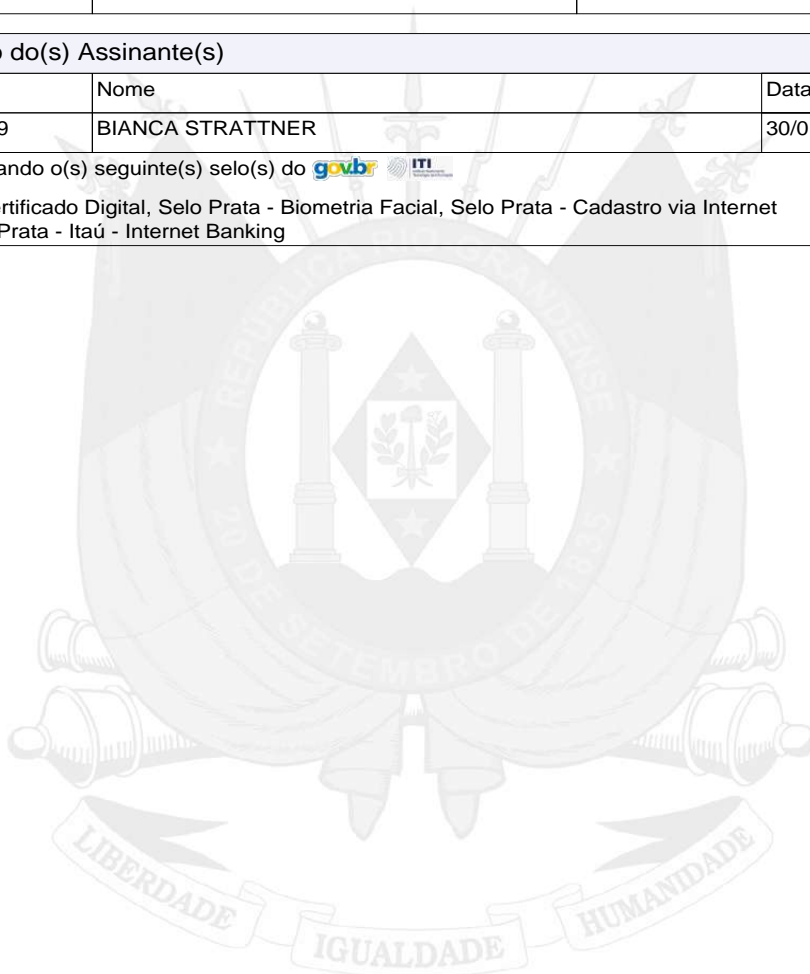 o do(s) Assinante(s)
Nome
Data
9
BIANCA STRATTNER
30/0
ando o(s) seguinte(s) selo(s) do gov.br ITI
rtificado Digital, Selo Prata - Biometria Facial, Selo Prata - Cadastro via Internet
Prata - Itaú - Internet Banking
REPÚBLICA RIO GRANDENSE
20 DE SETEMBRO DE 1835
LIBERDADE
IGUALDADE
HUMANIDADE